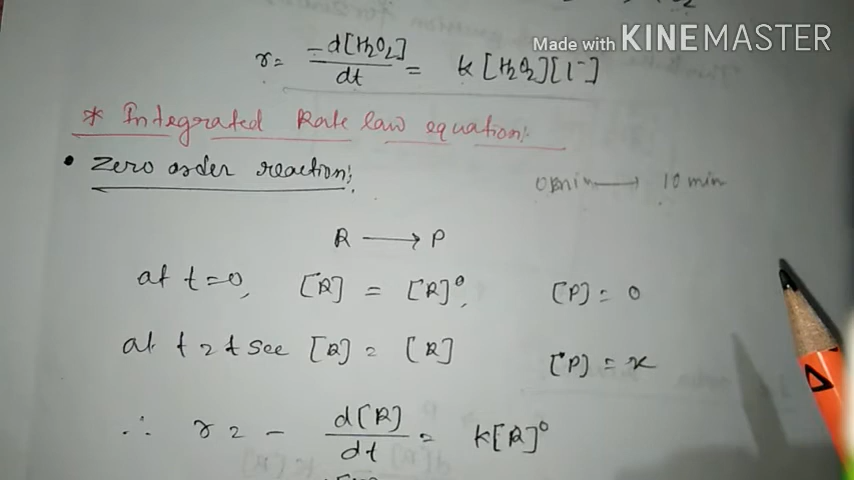 Made with KINEMASTER
r = -d[H2O2]/dt = k[H2O2][I-]
* Integrated Rate law equation:
• Zero order reaction:
0 min → 10 min
R → P
at t=0, [R] = [R]⁰, [P] = 0
at t = t sec [R] = [R] [P] = x
∴ r = - d[R]/dt = k[R]⁰